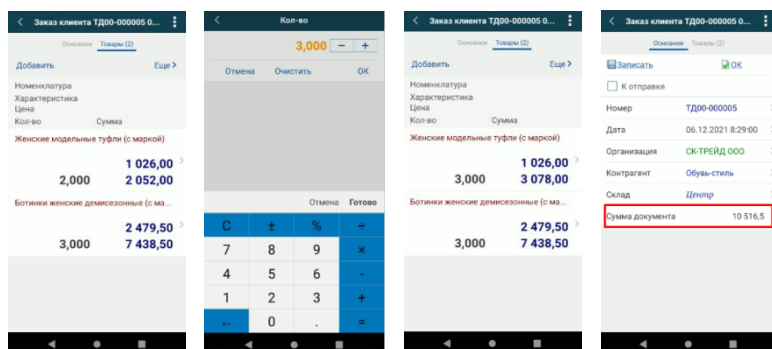 Заказ клиента ТД00-000005 0...
Основное Товары (2)
Добавить Еще >
Номенклатура
Характеристика
Цена
Кол-во Сумма
Женские модельные туфли (с маркой)
1 026,00
2,000 2 052,00
Ботинки женские демисезонные (с ма...
2 479,50
3,000 7 438,50
Кол-во
3,000 − +
Отмена Очистить ОК
Отмена Готово
C ± % ÷
7 8 9 ×
4 5 6 -
1 2 3 +
← 0 . =
Заказ клиента ТД00-000005 0...
Основное Товары (2)
Добавить Еще >
Номенклатура
Характеристика
Цена
Кол-во Сумма
Женские модельные туфли (с маркой)
1 026,00
3,000 3 078,00
Ботинки женские демисезонные (с ма...
2 479,50
3,000 7 438,50
Заказ клиента ТД00-000005 0...
Основное Товары (2)
Записать ОК
К отправке
Номер ТД00-000005
Дата 06.12.2021 8:29:00
Организация СК-ТРЕЙД ООО
Контрагент Обувь-стиль
Склад Центр
Сумма документа 10 516,5